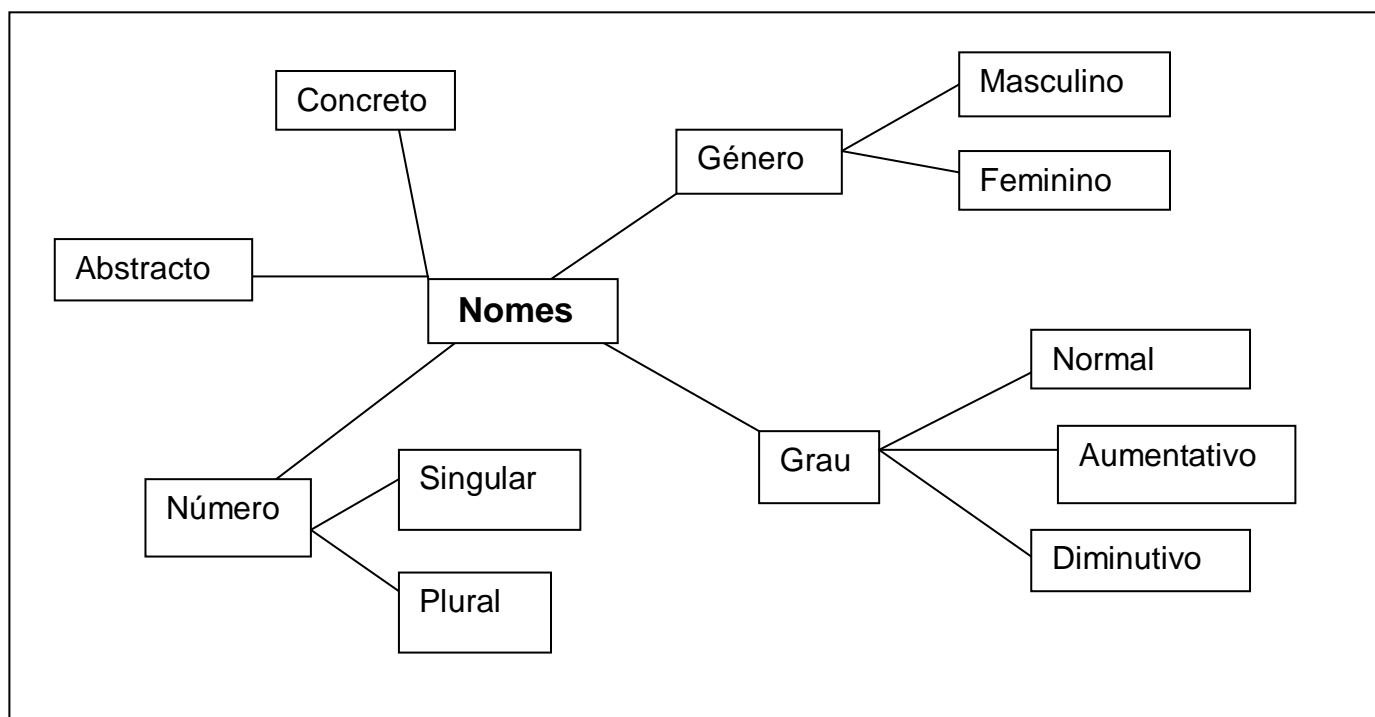 Concreto
Abstracto
Nomes
Género
Masculino
Feminino
Número
Singular
Plural
Grau
Normal
Aumentativo
Diminutivo